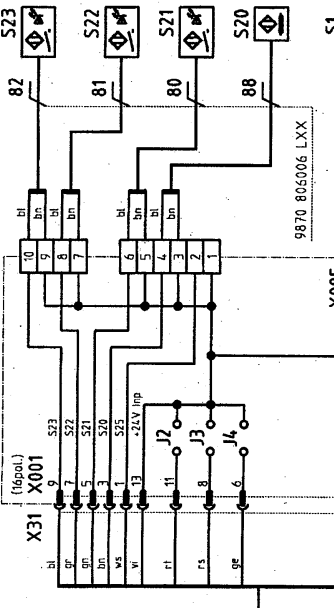 S23
S22
S21
S20
82
81
80
88
9870 806006 LXX
bl
bn
bl
bn
bl
bn
bl
bn
10
9
8
7
6
5
4
3
2
1
S23
S22
S21
S20
S25
+24V Inp
(16pol.)
X001
X31
9
7
5
3
1
13
11
8
6
J2
J3
J4
bl
gr
gn
bn
ws
vi
rt
rs
ge